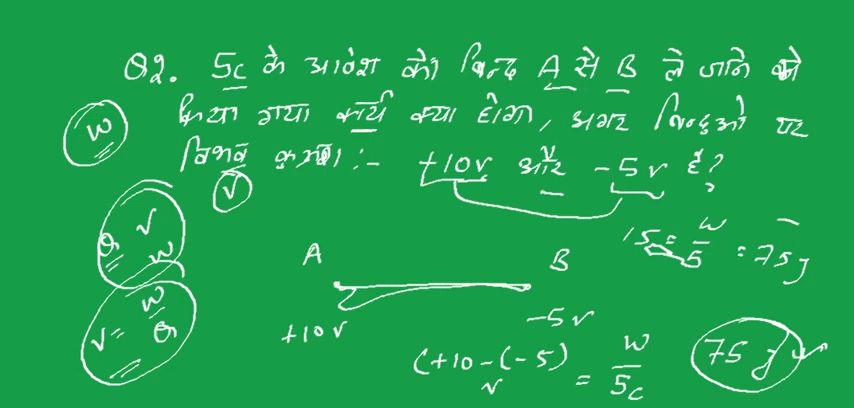 Q2. 5c के आवेश को बिन्दु A से B ले जाने को
किया गया कार्य क्या होगा, अगर बिन्दुओ पर
विभव क्रमशः :- +10v और -5v है?
W
V
Q V W
V = W/Q
A B
+10v -5v
15 = W/5 = 75J
(+10 - (-5) = W/5c
v
75J